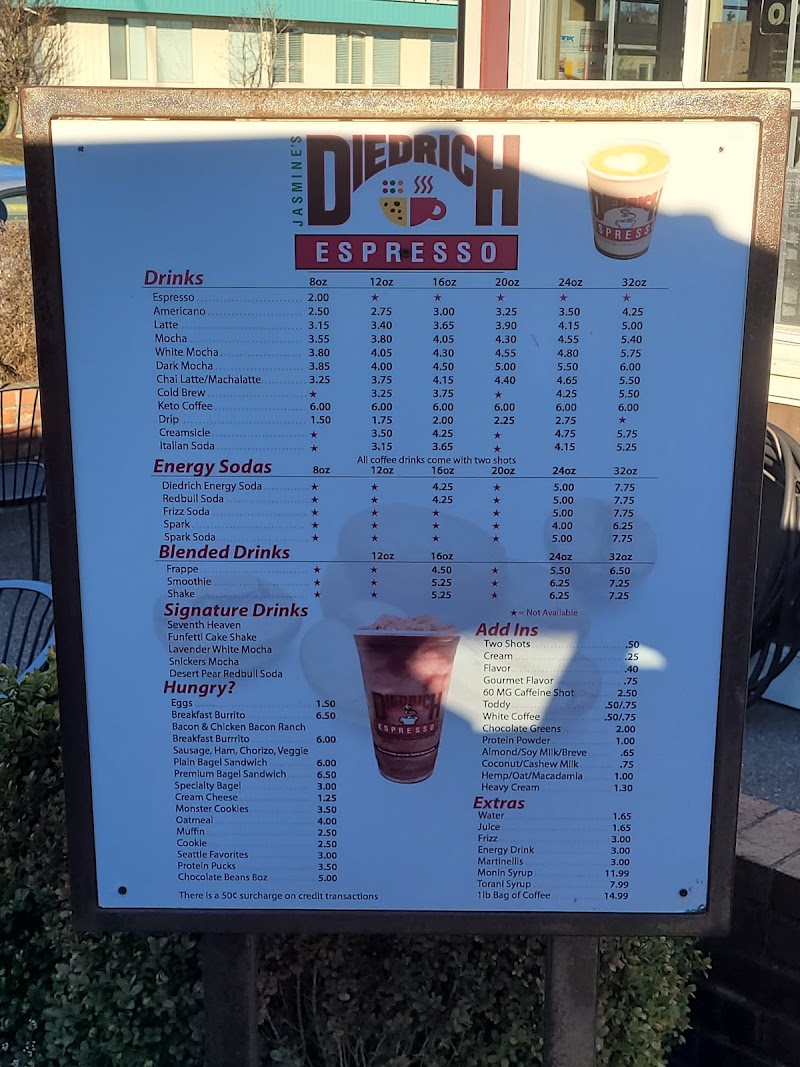 JASMINE'S
DIEDRICH
ESPRESSO
DIEDRICH
ESPRESSO
Drinks 8oz 12oz 16oz 20oz 24oz 32oz
Espresso 2.00 ★ ★ ★ ★ ★
Americano 2.50 2.75 3.00 3.25 3.50 4.25
Latte 3.15 3.40 3.65 3.90 4.15 5.00
Mocha 3.55 3.80 4.05 4.30 4.55 5.40
White Mocha 3.80 4.05 4.30 4.55 4.80 5.75
Dark Mocha 3.85 4.00 4.50 5.00 5.50 6.00
Chai Latte/Machalatte 3.25 3.75 4.15 4.40 4.65 5.50
Cold Brew ★ 3.25 3.75 ★ 4.25 5.50
Keto Coffee 6.00 6.00 6.00 6.00 6.00 6.00
Drip 1.50 1.75 2.00 2.25 2.75 ★
Creamsicle ★ 3.50 4.25 ★ 4.75 5.75
Italian Soda ★ 3.15 3.65 ★ 4.15 5.25
All coffee drinks come with two shots
Energy Sodas 8oz 12oz 16oz 20oz 24oz 32oz
Diedrich Energy Soda ★ ★ 4.25 ★ 5.00 7.75
Redbull Soda ★ ★ 4.25 ★ 5.00 7.75
Frizz Soda ★ ★ ★ ★ 5.00 7.75
Spark ★ ★ ★ ★ 4.00 6.25
Spark Soda ★ ★ ★ ★ 5.00 7.75
Blended Drinks 12oz 16oz 24oz 32oz
Frappe ★ ★ 4.50 ★ 5.50 6.50
Smoothie ★ ★ 5.25 ★ 6.25 7.25
Shake ★ ★ 5.25 ★ 6.25 7.25
★= Not Available
Signature Drinks
Seventh Heaven
Funfetti Cake Shake
Lavender White Mocha
Snickers Mocha
Desert Pear Redbull Soda
Hungry?
Eggs 1.50
Breakfast Burrito 6.50
Bacon & Chicken Bacon Ranch
Breakfast Burrrito 6.00
Sausage, Ham, Chorizo, Veggie
Plain Bagel Sandwich 6.00
Premium Bagel Sandwich 6.50
Specialty Bagel 3.00
Cream Cheese 1.25
Monster Cookies 3.50
Oatmeal 4.00
Muffin 2.50
Cookie 2.50
Seattle Favorites 3.00
Protein Pucks 3.50
Chocolate Beans 8oz 5.00
There is a 50¢ surcharge on credit transactions
DIEDRICH
ESPRESSO
Add Ins
Two Shots .50
Cream .25
Flavor .40
Gourmet Flavor .75
60 MG Caffeine Shot 2.50
Toddy .50/.75
White Coffee .50/.75
Chocolate Greens 2.00
Protein Powder 1.00
Almond/Soy Milk/Breve .65
Coconut/Cashew Milk .75
Hemp/Oat/Macadamia 1.00
Heavy Cream 1.30
Extras
Water 1.65
Juice 1.65
Frizz 3.00
Energy Drink 3.00
Martinellis 3.00
Monin Syrup 11.99
Torani Syrup 7.99
1lb Bag of Coffee 14.99